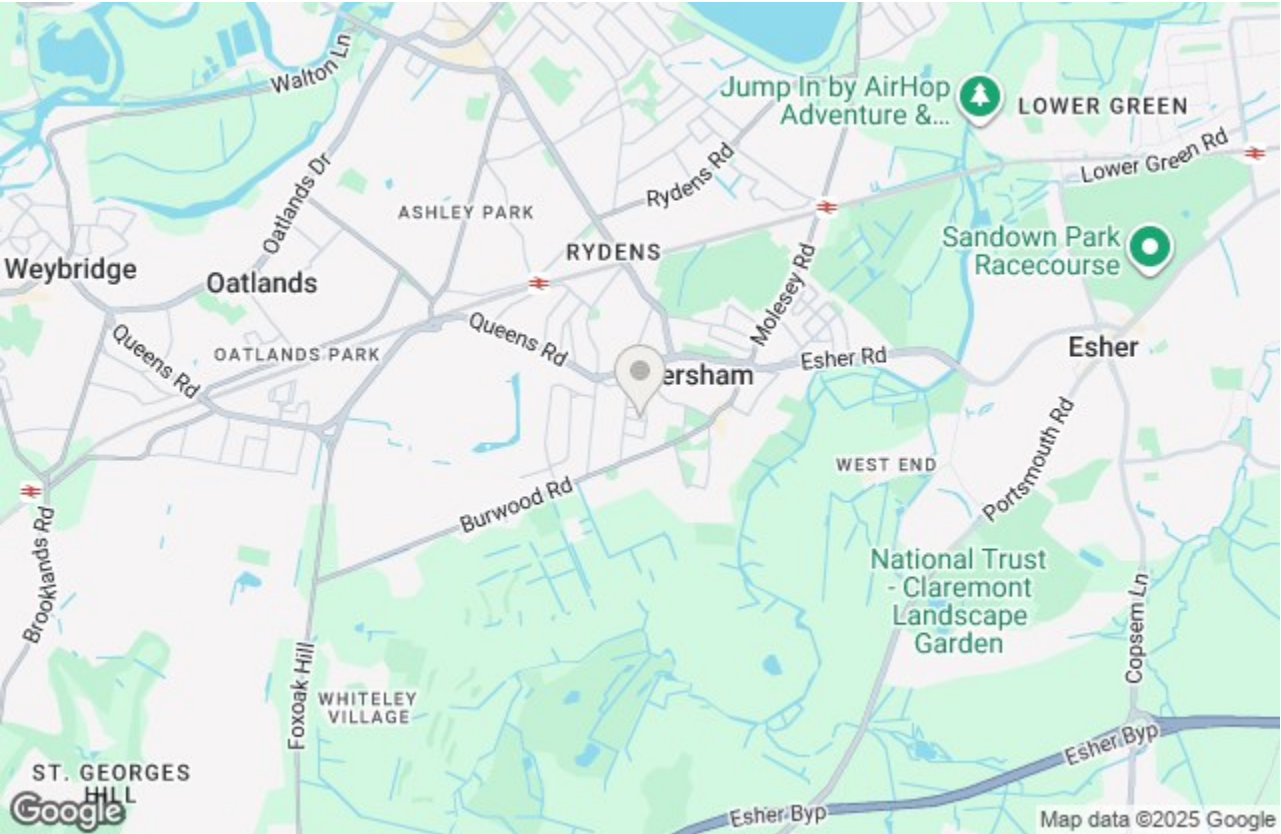 Walton Ln
Jump In by AirHop
Adventure &...
LOWER GREEN
Lower Green Rd
Rydens Rd
Oatlands Dr
ASHLEY PARK
RYDENS
Sandown Park
Racecourse
Weybridge
Oatlands
Molesey Rd
Queens Rd
Queens Rd
OATLANDS PARK
Esher Rd
Esher
ersham
Portsmouth Rd
WEST END
Burwood Rd
Brooklands Rd
National Trust
- Claremont
Landscape
Garden
Copsem Ln
Foxoak Hill
WHITELEY
VILLAGE
Esher Byp
ST. GEORGES
HILL
Esher Byp
Google
Map data ©2025 Google